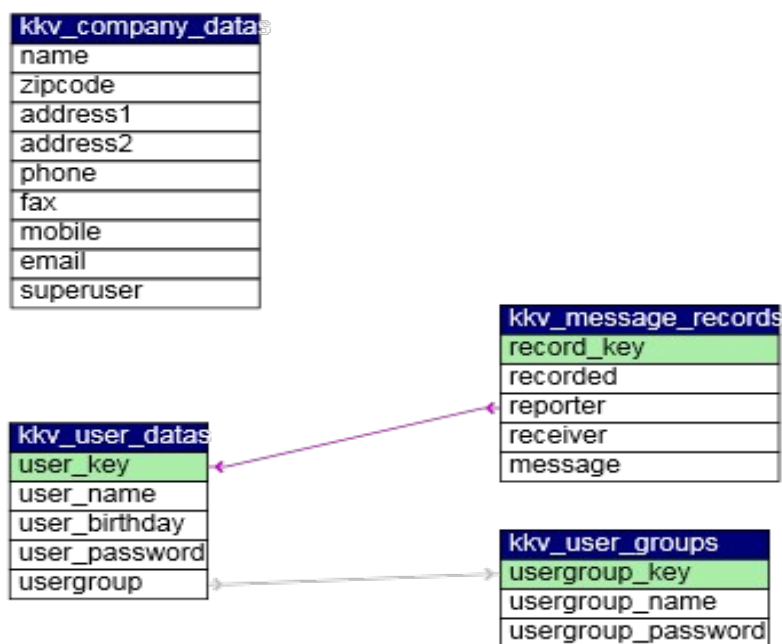 kkv_company_datas
name
zipcode
address1
address2
phone
fax
mobile
email
superuser
kkv_message_records
record_key
recorded
reporter
receiver
message
kkv_user_datas
user_key
user_name
user_birthday
user_password
usergroup
kkv_user_groups
usergroup_key
usergroup_name
usergroup_password